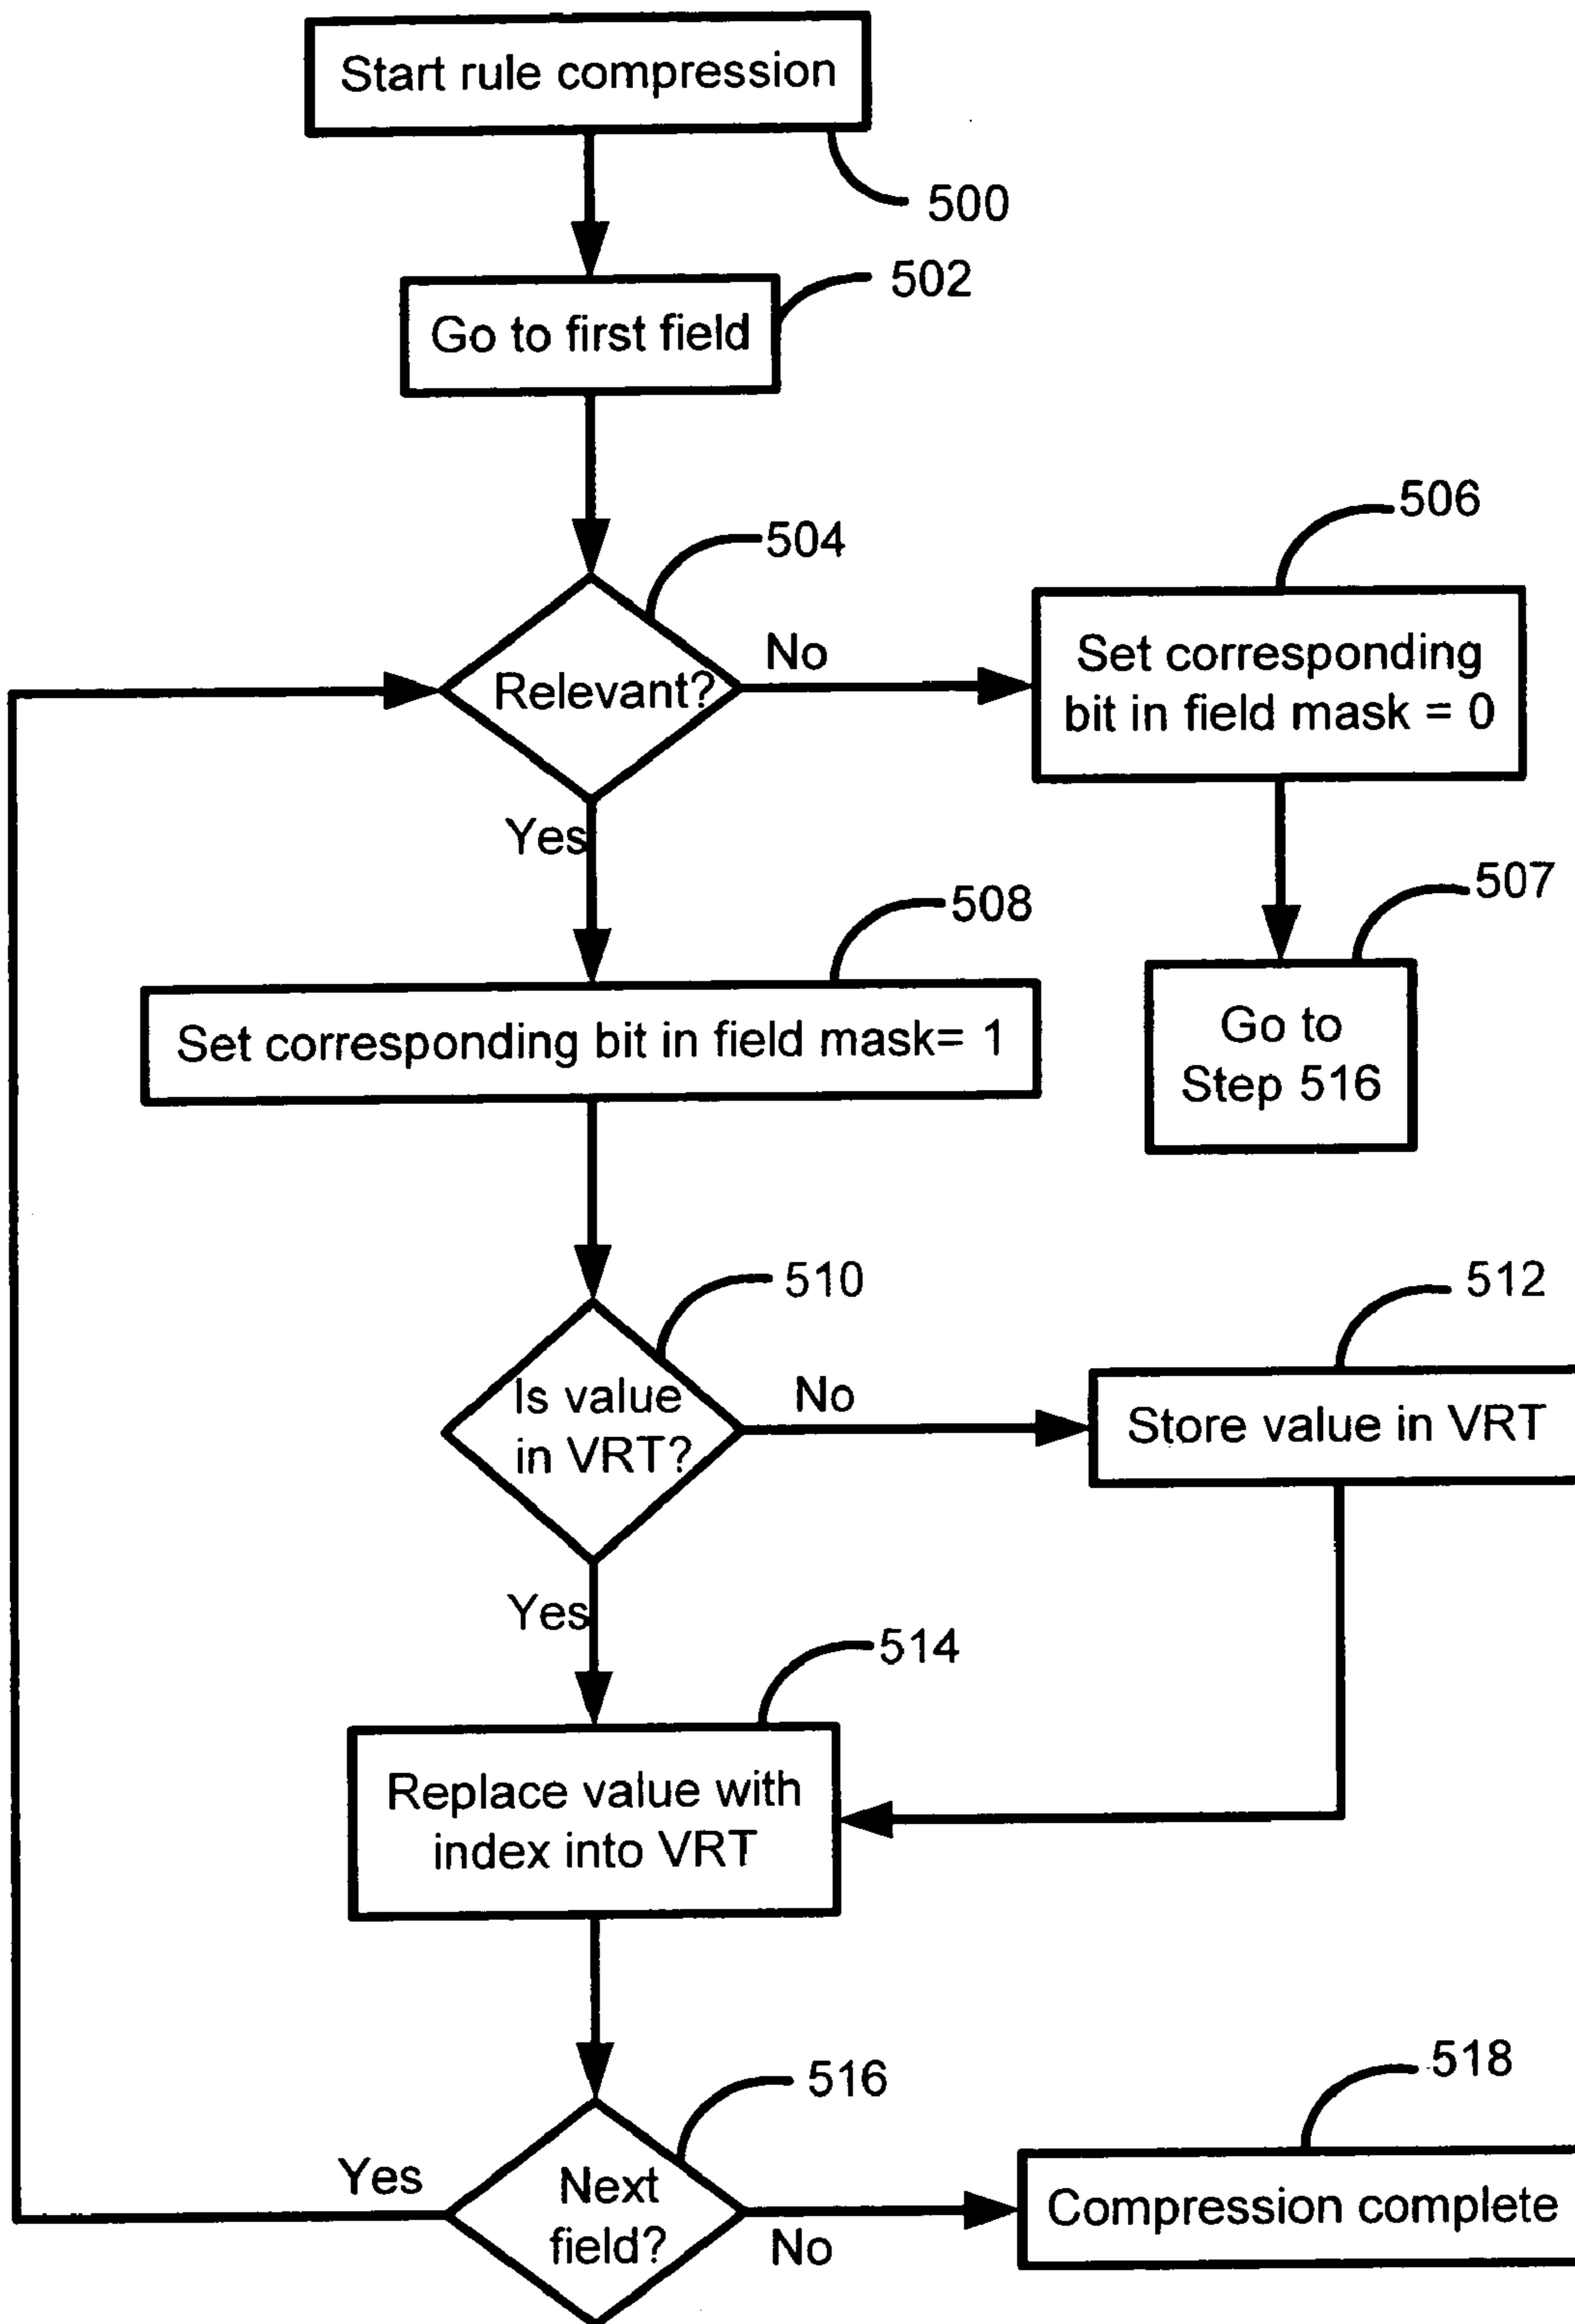 Start rule compression
500
502
Go to first field
504
506
Relevant?
No
Set corresponding
bit in field mask = 0
Yes
507
508
Set corresponding bit in field mask= 1
Go to
Step 516
510
512
Is value
in VRT?
No
Store value in VRT
Yes
514
Replace value with
index into VRT
516
518
Yes
Next
field?
No
Compression complete